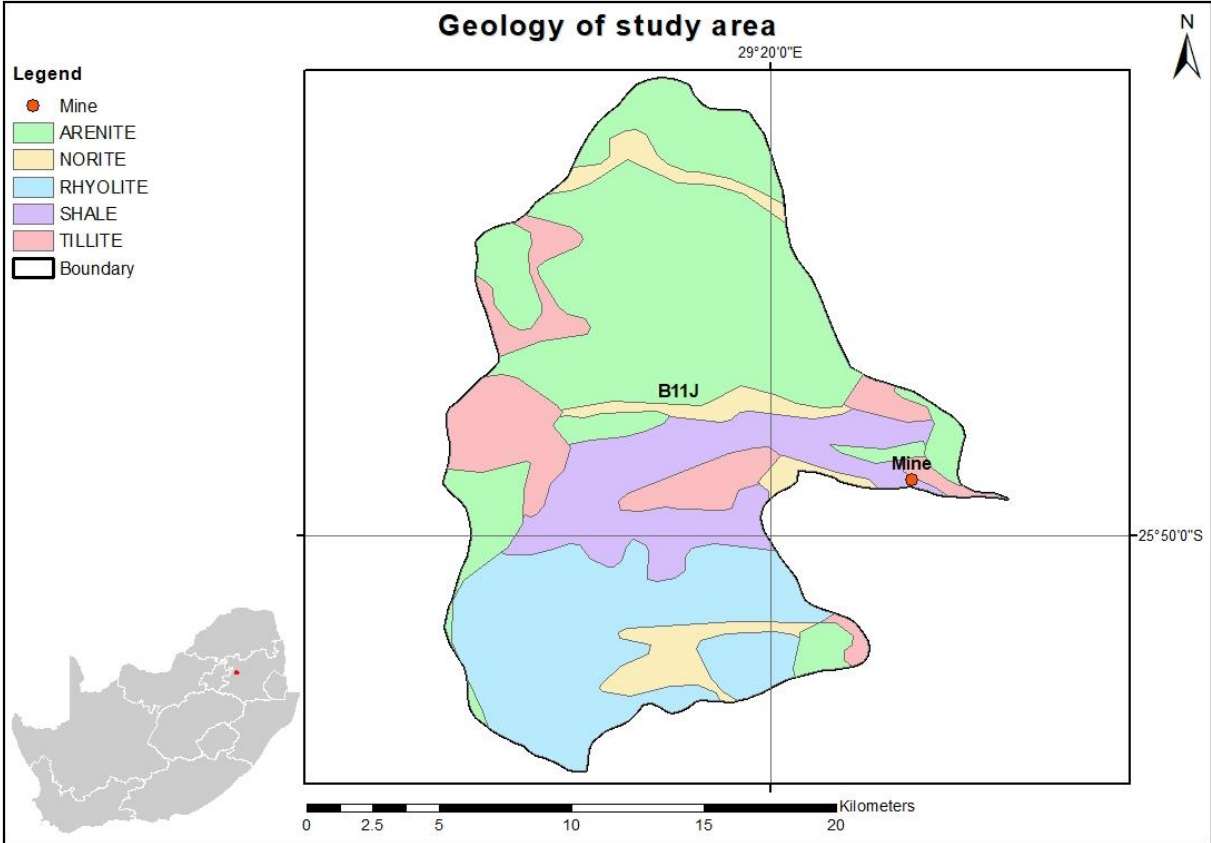 Geology of study area
N
29°20'0"E
Legend
Mine
ARENITE
NORITE
RHYOLITE
SHALE
TILLITE
Boundary
B11J
Mine
25°50'0"S
Kilometers
0 2.5 5 10 15 20